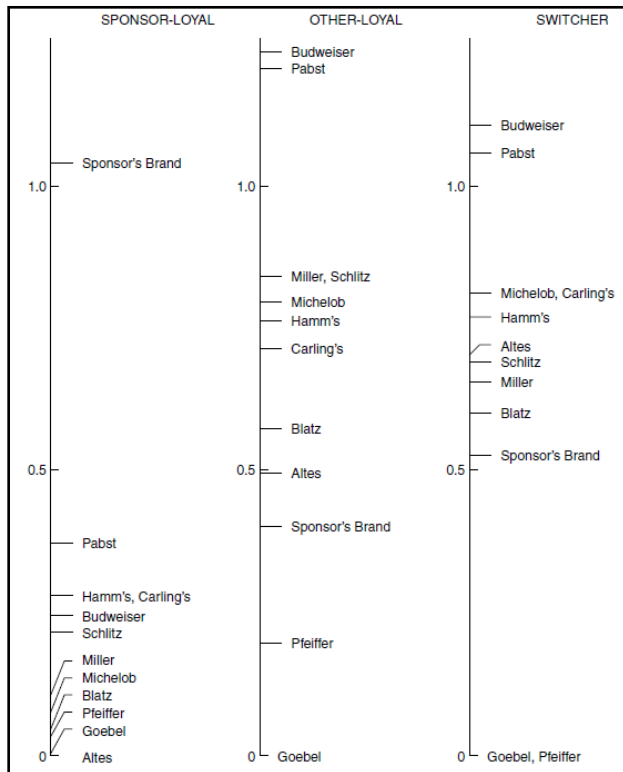 SPONSOR-LOYAL
Sponsor's Brand
1.0
0.5
Pabst
Hamm's, Carling's
Budweiser
Schlitz
Miller
Michelob
Blatz
Pfeiffer
Goebel
0
Altes
OTHER-LOYAL
Budweiser
Pabst
1.0
Miller, Schlitz
Michelob
Hamm's
Carling's
Blatz
0.5
Altes
Sponsor's Brand
Pfeiffer
0
Goebel
SWITCHER
Budweiser
Pabst
1.0
Michelob, Carling's
Hamm's
Altes
Schlitz
Miller
Blatz
Sponsor's Brand
0.5
0
Goebel, Pfeiffer